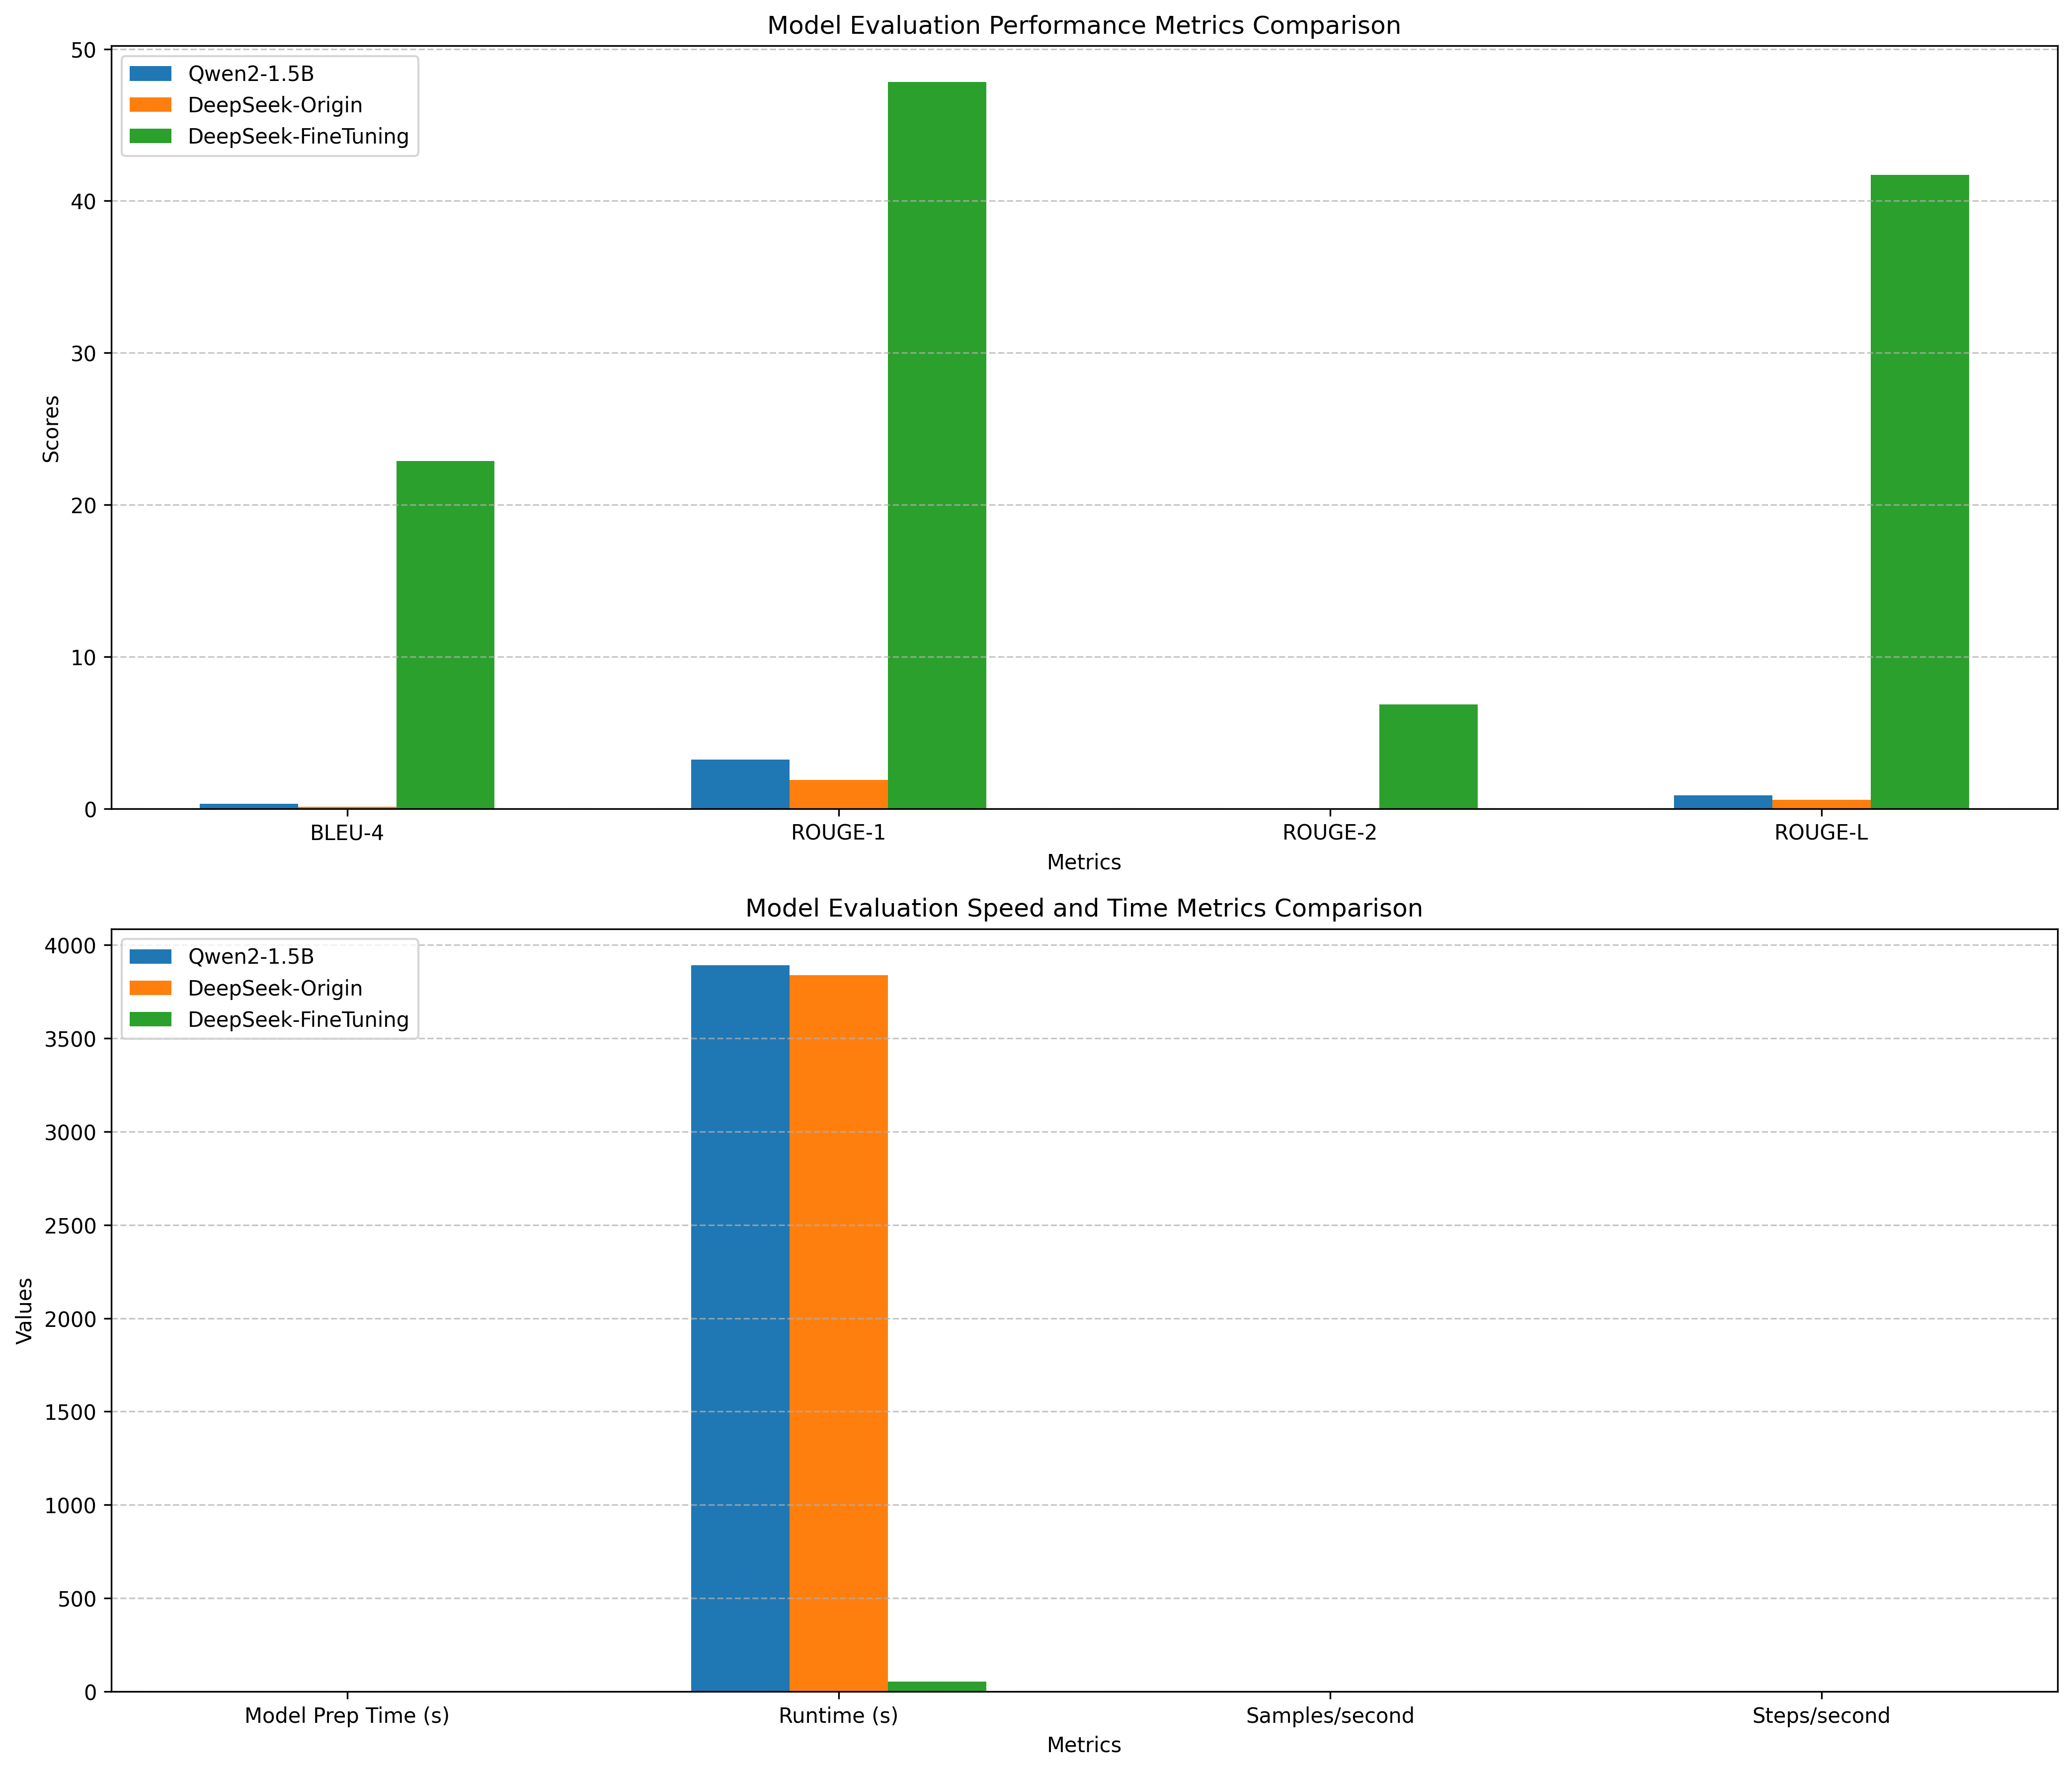 Model Evaluation Performance Metrics Comparison
Qwen2-1.5B
DeepSeek-Origin
DeepSeek-FineTuning
50
40
30
20
10
0
Scores
BLEU-4 ROUGE-1 ROUGE-2 ROUGE-L
Metrics
Model Evaluation Speed and Time Metrics Comparison
Qwen2-1.5B
DeepSeek-Origin
DeepSeek-FineTuning
4000
3500
3000
2500
2000
1500
1000
500
0
Values
Model Prep Time (s) Runtime (s) Samples/second Steps/second
Metrics